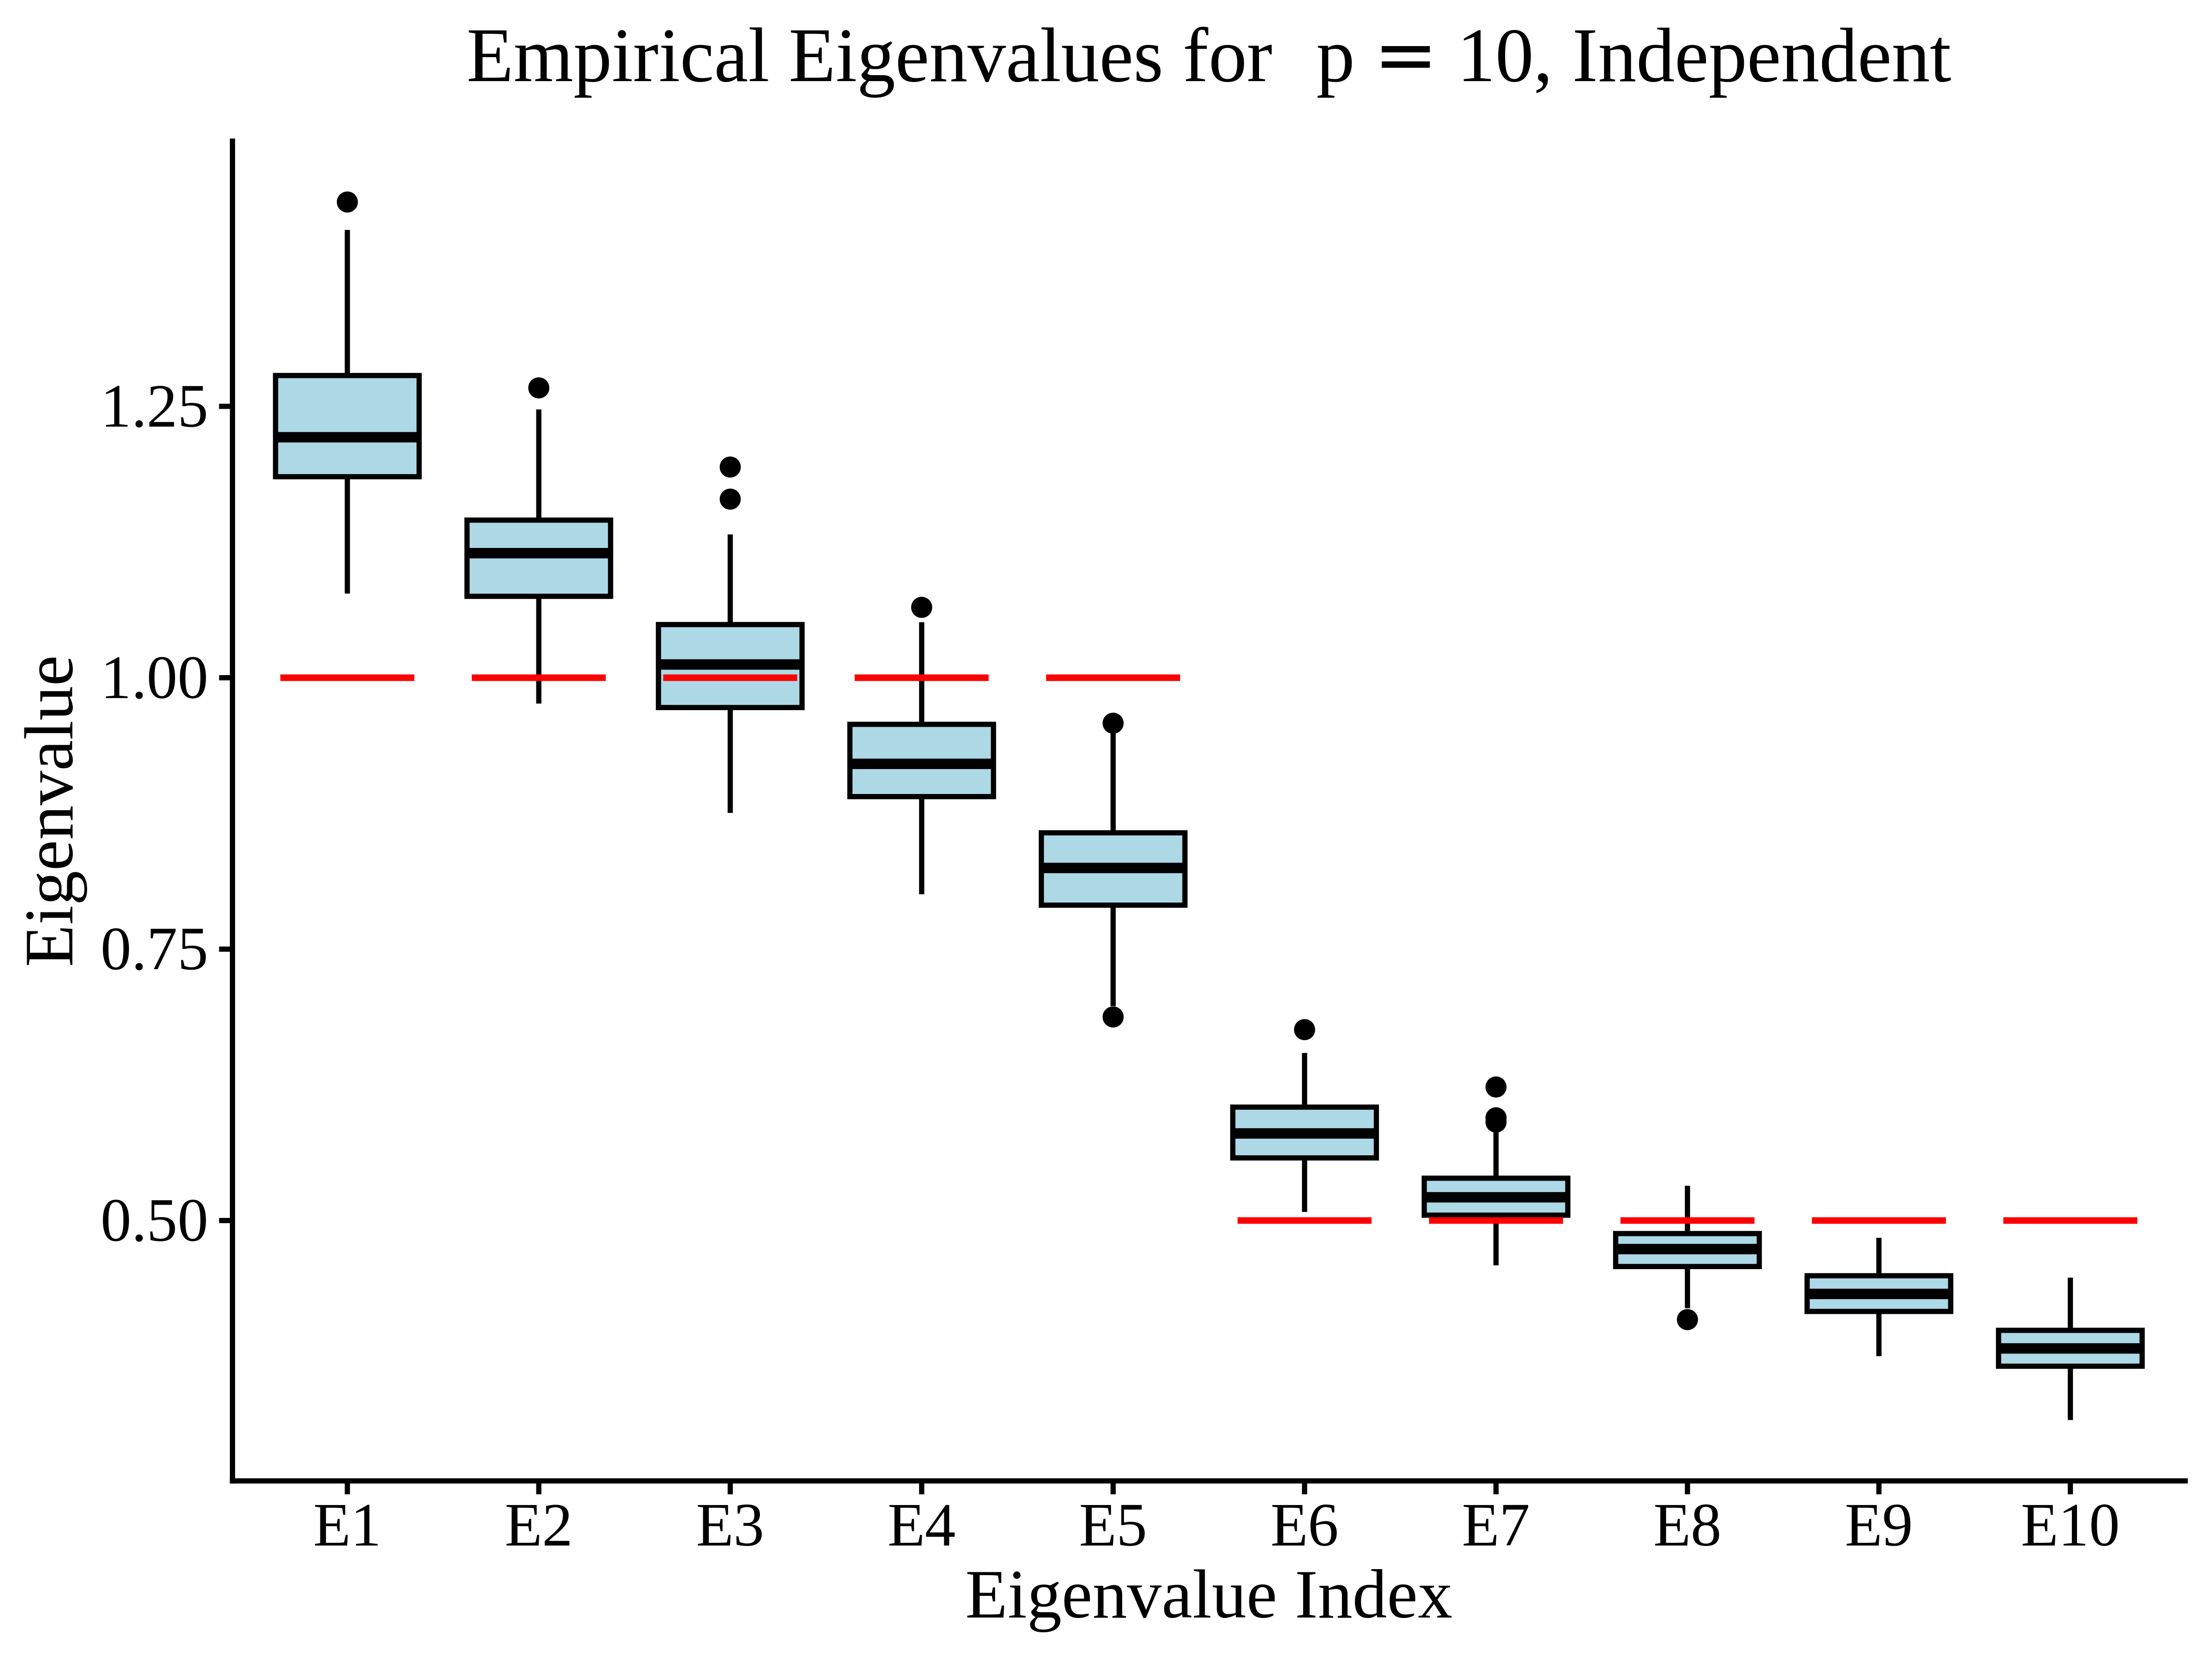 Empirical Eigenvalues for p = 10, Independent
Eigenvalue
1.25
1.00
0.75
0.50
E1 E2 E3 E4 E5 E6 E7 E8 E9 E10
Eigenvalue Index